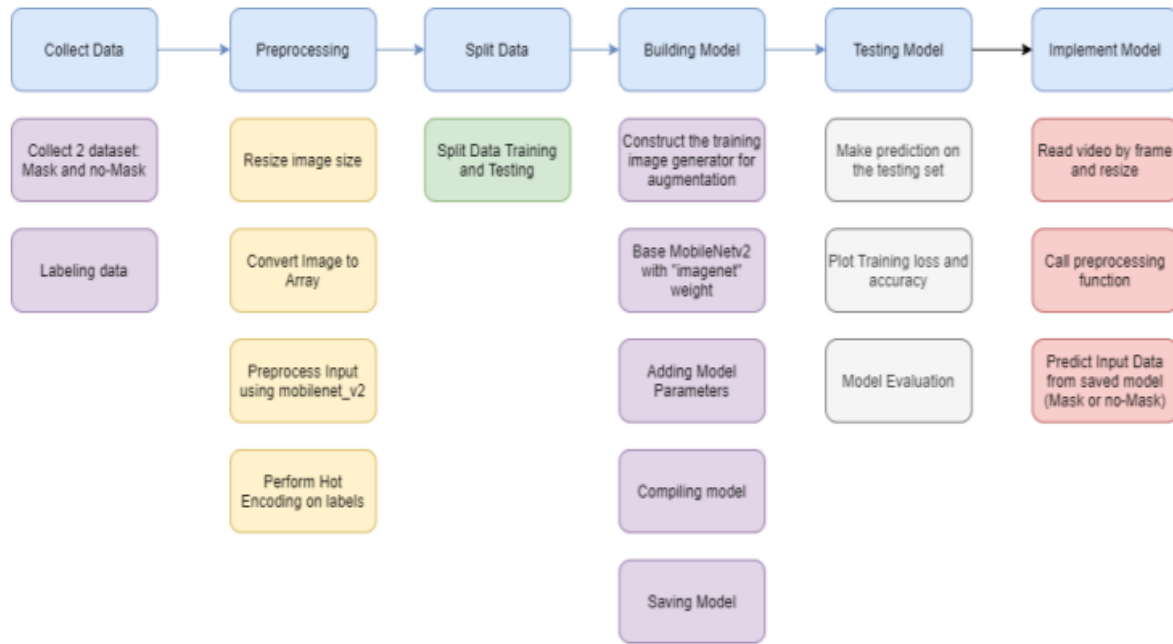 Collect Data
Preprocessing
Split Data
Building Model
Testing Model
Implement Model
Collect 2 dataset:
Mask and no-Mask
Labeling data
Resize image size
Convert Image to
Array
Preprocess Input
using mobilenet_v2
Perform Hot
Encoding on labels
Split Data Training
and Testing
Construct the training
image generator for
augmentation
Base MobileNetv2
with "imagenet"
weight
Adding Model
Parameters
Compiling model
Saving Model
Make prediction on
the testing set
Plot Training loss and
accuracy
Model Evaluation
Read video by frame
and resize
Call preprocessing
function
Predict Input Data
from saved model
(Mask or no-Mask)